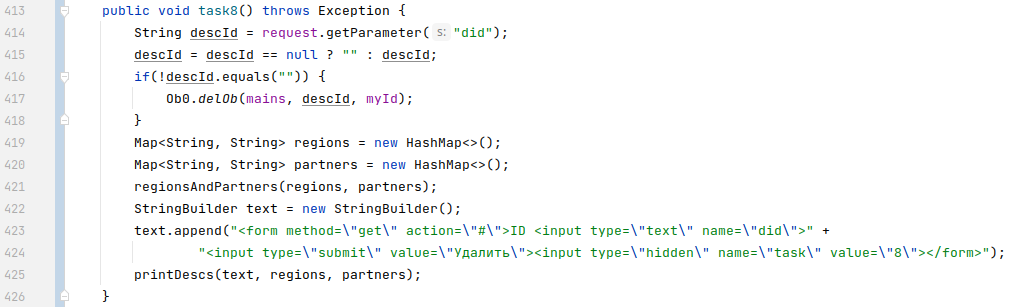 413 public void task8() throws Exception {
414 String descId = request.getParameter( s: "did");
415 descId = descId == null ? "" : descId;
416 if(!descId.equals("")) {
417 Ob0.delOb(mains, descId, myId);
418 }
419 Map<String, String> regions = new HashMap<>();
420 Map<String, String> partners = new HashMap<>();
421 regionsAndPartners(regions, partners);
422 StringBuilder text = new StringBuilder();
423 text.append("<form method=\"get\" action=\"#\">ID <input type=\"text\" name=\"did\">" +
424 "<input type=\"submit\" value=\"Удалить\"><input type=\"hidden\" name=\"task\" value=\"8\"></form>");
425 printDescs(text, regions, partners);
426 }